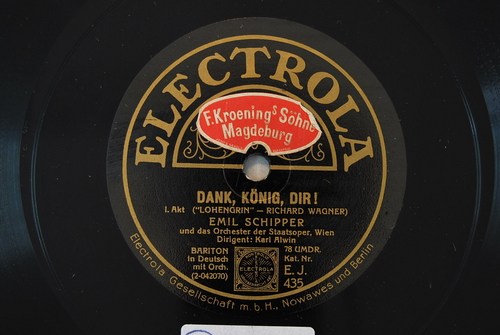 ELECTROLA
F. Kroenings Söhne
Magdeburg
DANK, KÖNIG, DIR!
I. Akt ("LOHENGRIN" – RICHARD WAGNER)
EMIL SCHIPPER
und das Orchester der Staatsoper, Wien
Dirigent: Karl Alwin
BARITON
in Deutsch
mit Orch.
(2-042070)
ELECTROLA
78 UMDR.
Kat. Nr.
E. J.
435
Electrola Gesellschaft m. b. H., Nowawes und Berlin